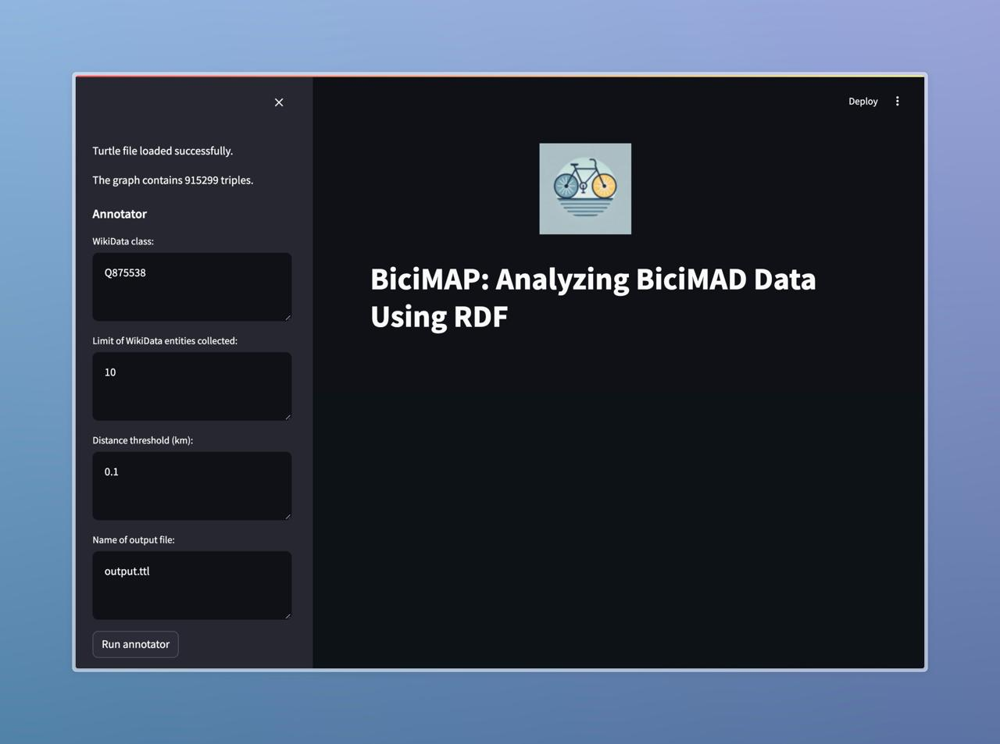 Deploy
Turtle file loaded successfully.
The graph contains 915299 triples.
Annotator
WikiData class:
Q875538
Limit of WikiData entities collected:
10
Distance threshold (km):
0.1
Name of output file:
output.ttl
Run annotator
BiciMAP: Analyzing BiciMAD Data
Using RDF